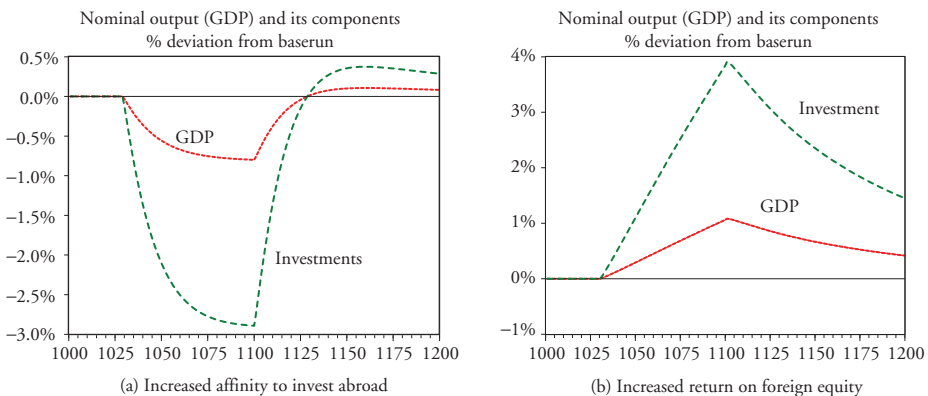 Nominal output (GDP) and its components
% deviation from baserun
0.5%
0.0%
−0.5%
−1.0%
−1.5%
−2.0%
−2.5%
−3.0%
GDP
Investments
1000 1025 1050 1075 1100 1125 1150 1175 1200
(a) Increased affinity to invest abroad
Nominal output (GDP) and its components
% deviation from baserun
4%
3%
2%
1%
0%
−1%
Investment
GDP
1000 1025 1050 1075 1100 1125 1150 1175 1200
(b) Increased return on foreign equity